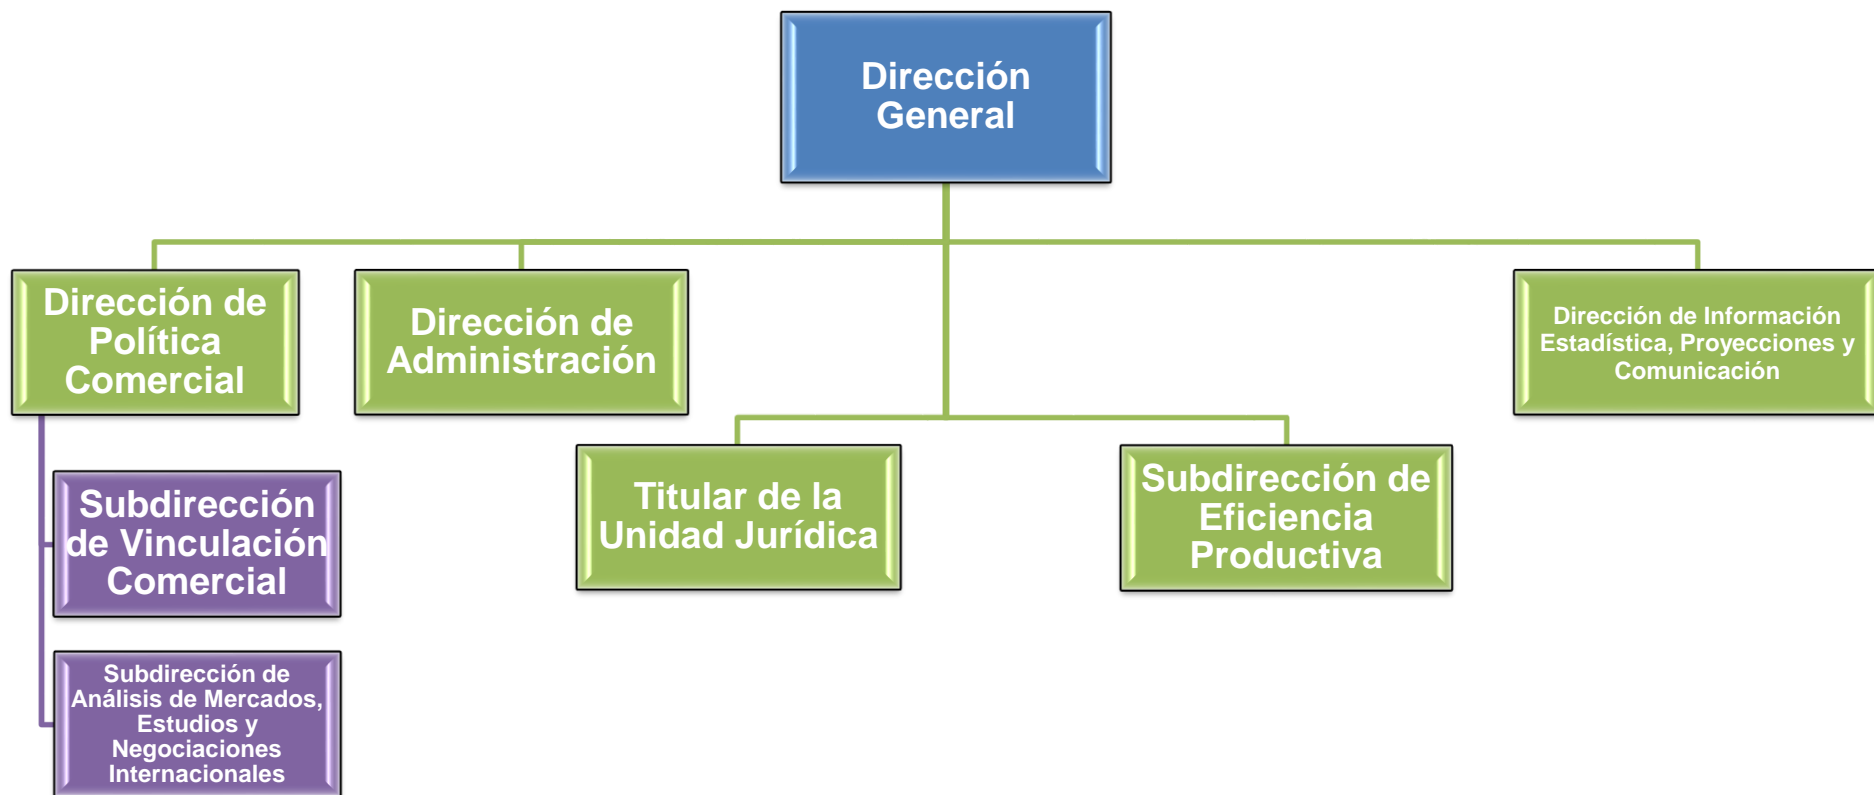 Dirección
General
Dirección de
Política
Comercial
Dirección de
Administración
Dirección de Información
Estadística, Proyecciones y
Comunicación
Titular de la
Unidad Jurídica
Subdirección de
Eficiencia
Productiva
Subdirección
de Vinculación
Comercial
Subdirección de
Análisis de Mercados,
Estudios y
Negociaciones
Internacionales